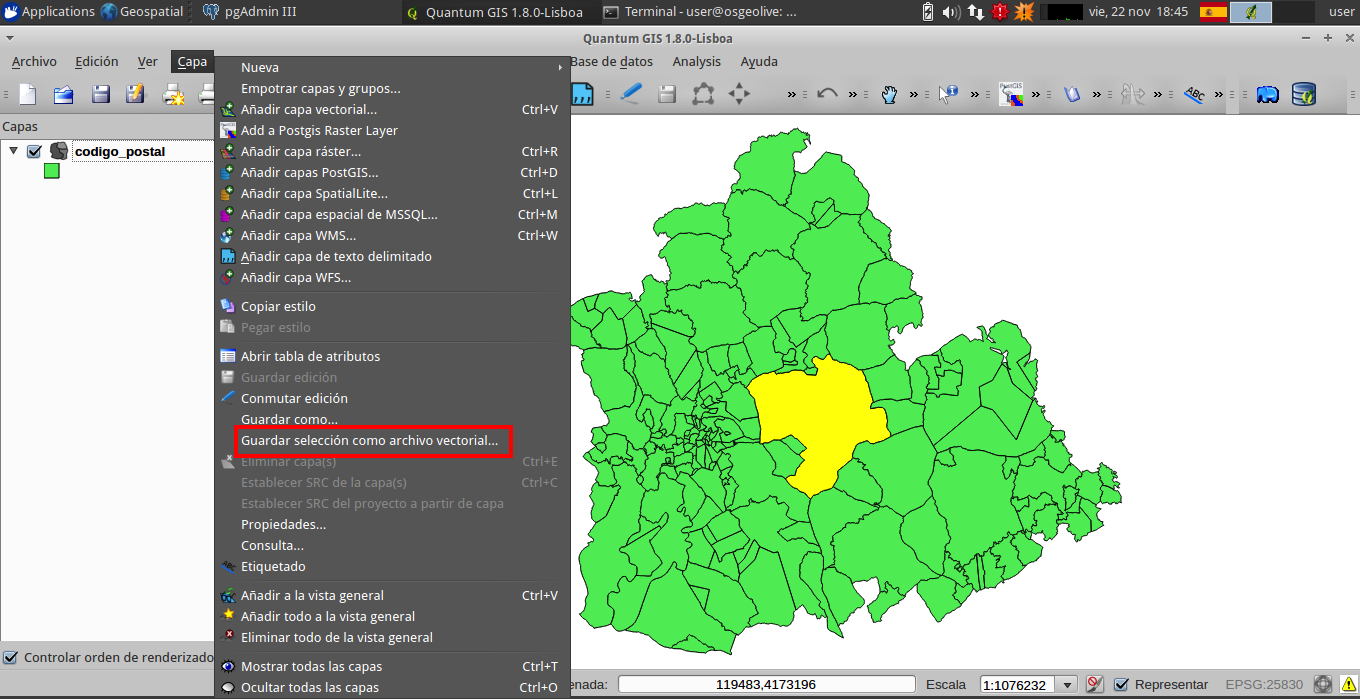 Applications Geospatial pgAdmin III Quantum GIS 1.8.0-Lisboa Terminal - user@osgeolive: ... vie, 22 nov 18:45 user
Quantum GIS 1.8.0-Lisboa
Archivo Edición Ver Capa Base de datos Analysis Ayuda
Capas
codigo_postal
Nueva
Empotrar capas y grupos...
Añadir capa vectorial... Ctrl+V
Add a Postgis Raster Layer
Añadir capa ráster... Ctrl+R
Añadir capas PostGIS... Ctrl+D
Añadir capa SpatialLite... Ctrl+L
Añadir capa espacial de MSSQL... Ctrl+M
Añadir capa WMS... Ctrl+W
Añadir capa de texto delimitado
Añadir capa WFS...
Copiar estilo
Pegar estilo
Abrir tabla de atributos
Guardar edición
Conmutar edición
Guardar como...
Guardar selección como archivo vectorial...
Eliminar capa(s) Ctrl+E
Establecer SRC de la capa(s) Ctrl+C
Establecer SRC del proyecto a partir de capa
Propiedades...
Consulta...
Etiquetado
Añadir a la vista general Ctrl+V
Añadir todo a la vista general
Eliminar todo de la vista general
Mostrar todas las capas Ctrl+T
Ocultar todas las capas Ctrl+O
Controlar orden de renderizado
enada: 119483,4173196 Escala 1:1076232 Representar EPSG:25830